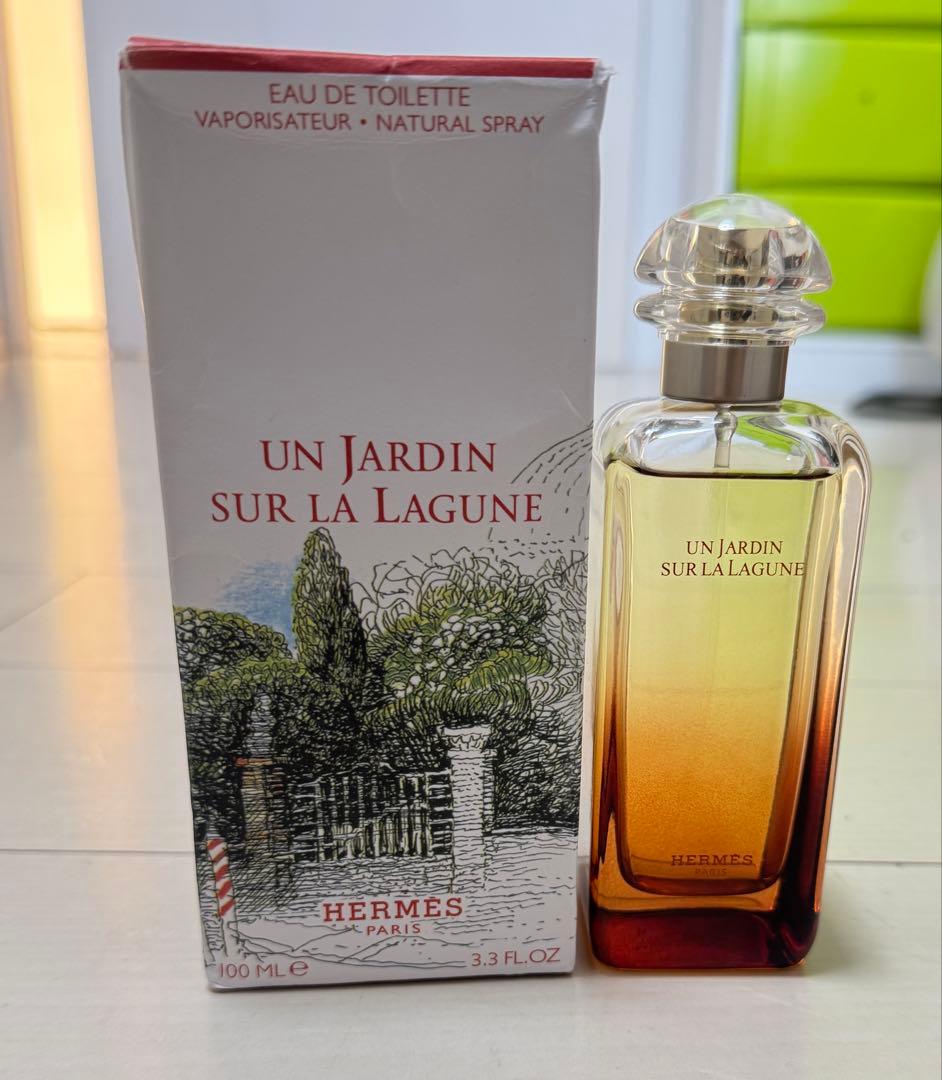 EAU DE TOILETTE
VAPORISATEUR • NATURAL SPRAY
UN JARDIN
SUR LA LAGUNE
HERMÈS
PARIS
100 ML e
3.3 FL.OZ
UN JARDIN
SUR LA LAGUNE
HERMÈS
PARIS